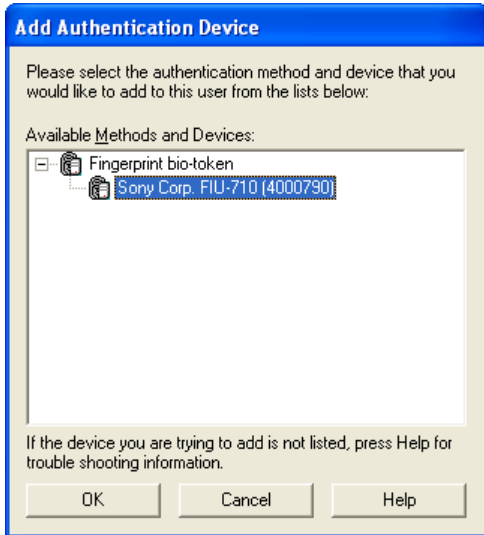 Add Authentication Device
Please select the authentication method and device that you
would like to add to this user from the lists below:
Available Methods and Devices:
Fingerprint bio-token
Sony Corp. FIU-710 (4000790)
If the device you are trying to add is not listed, press Help for
trouble shooting information.
OK Cancel Help